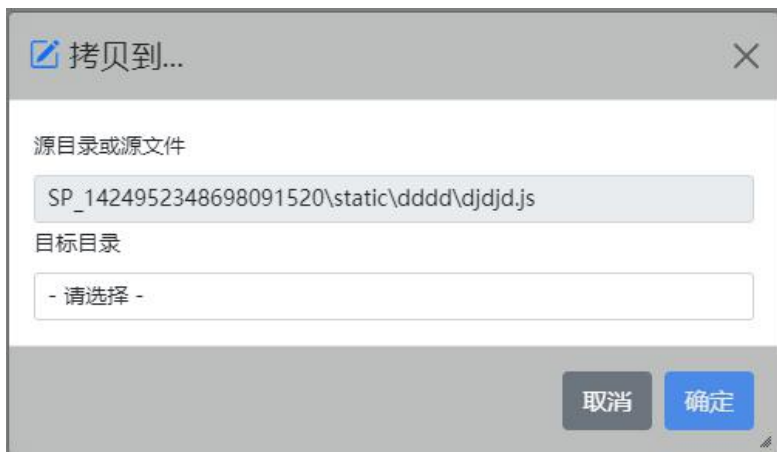 拷贝到...
源目录或源文件
SP_1424952348698091520\static\dddd\djdjd.js
目标目录
- 请选择 -
取消
确定